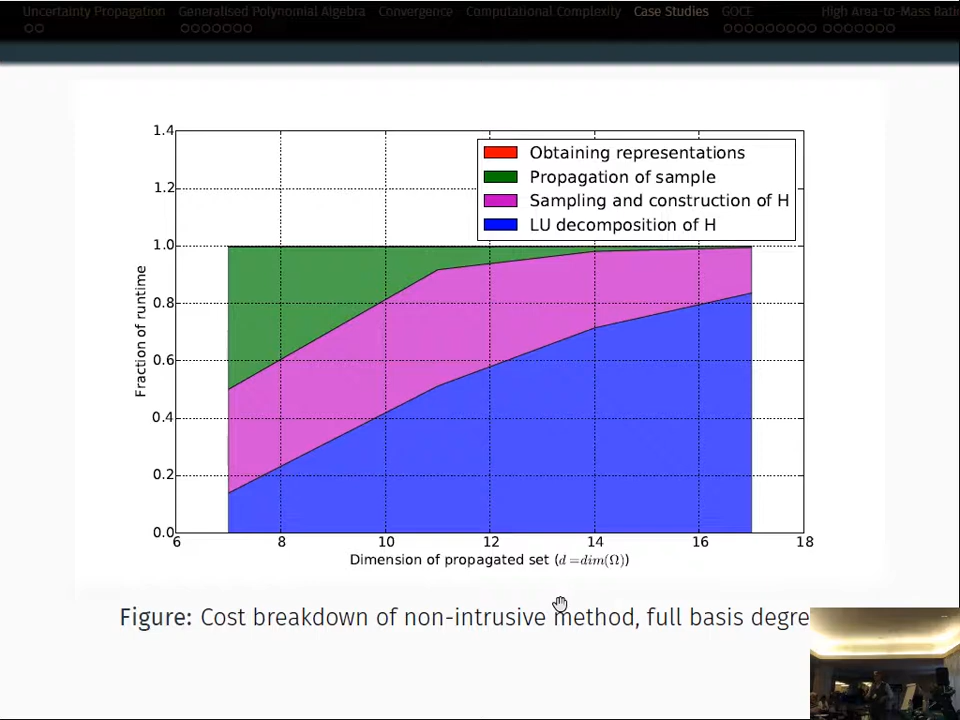 Uncertainty Propagation Generalised Polynomial Algebra Convergence Computational Complexity Case Studies GOCE High Area-to-Mass Rati
1.4
1.2
1.0
0.8
0.6
0.4
0.2
0.0
Fraction of runtime
Obtaining representations
Propagation of sample
Sampling and construction of H
LU decomposition of H
6 8 10 12 14 16 18
Dimension of propagated set (d =dim(Ω))
Figure: Cost breakdown of non-intrusive method, full basis degre